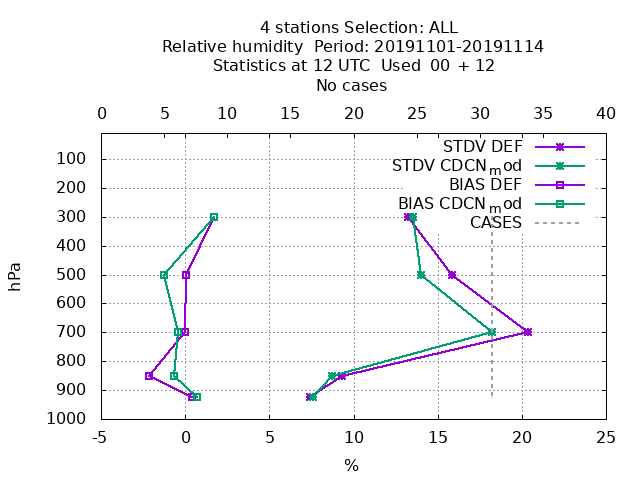 4 stations Selection: ALL
Relative humidity  Period: 20191101-20191114
Statistics at 12 UTC  Used  00 + 12
No cases
0 5 10 15 20 25 30 35 40
STDV DEF
STDV CDCNmod
BIAS DEF
BIAS CDCNmod
CASES
hPa
100
200
300
400
500
600
700
800
900
1000
-5 0 5 10 15 20 25
%